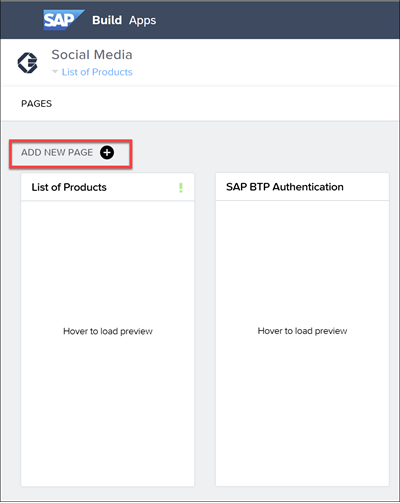 SAP Build Apps
Social Media
List of Products
PAGES
ADD NEW PAGE
List of Products !
SAP BTP Authentication
Hover to load preview
Hover to load preview